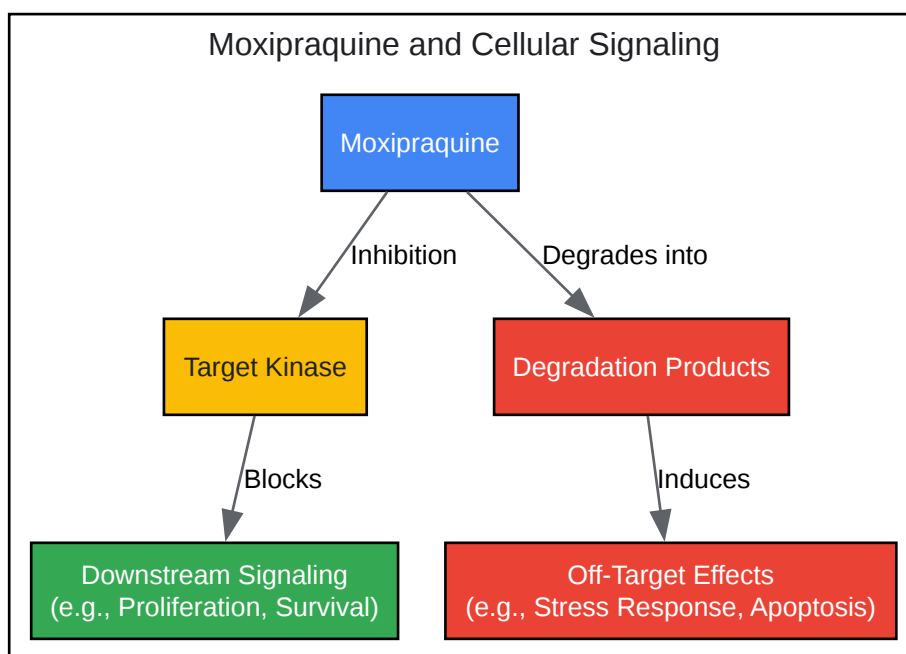 Moxipraquine and Cellular Signaling
Moxipraquine
Inhibition
Degrades into
Target Kinase
Degradation Products
Blocks
Induces
Downstream Signaling
(e.g., Proliferation, Survival)
Off-Target Effects
(e.g., Stress Response, Apoptosis)